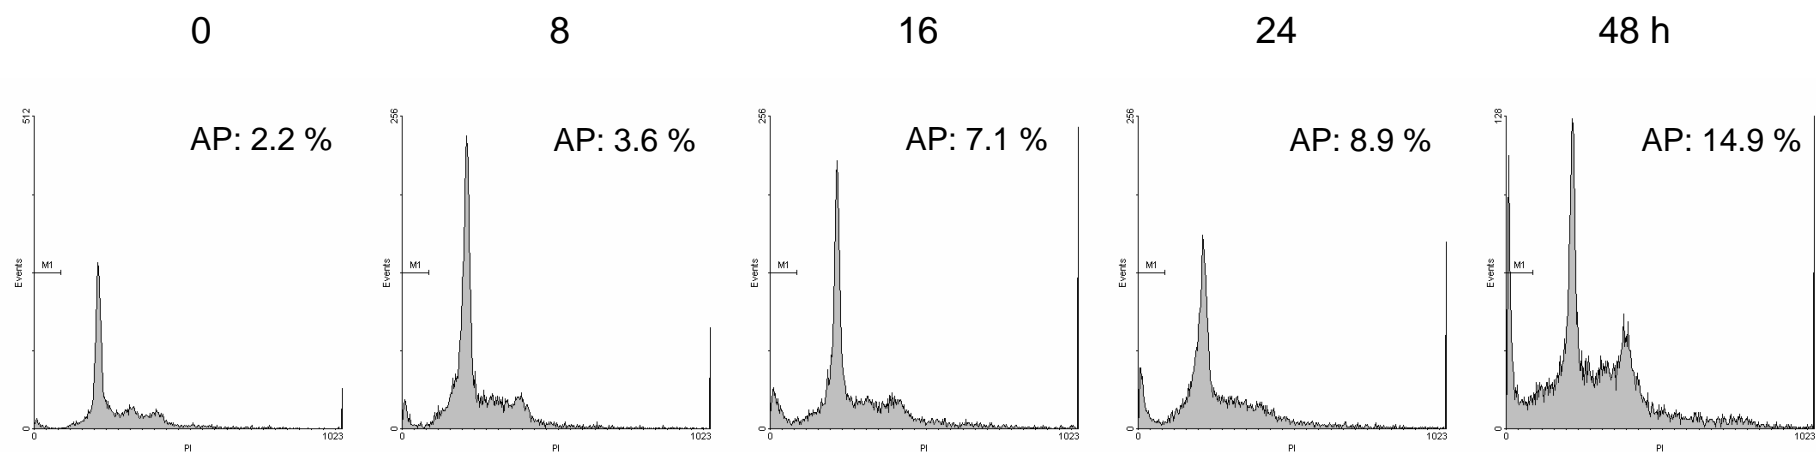 0 8 16 24 48 h
AP: 2.2 % AP: 3.6 % AP: 7.1 % AP: 8.9 % AP: 14.9 %
512 256 256 256 128
Events Events Events Events Events
M1 M1 M1 M1 M1
0 0 0 0 0
0 1023 0 1023 0 1023 0 1023 0 1023
PI PI PI PI PI